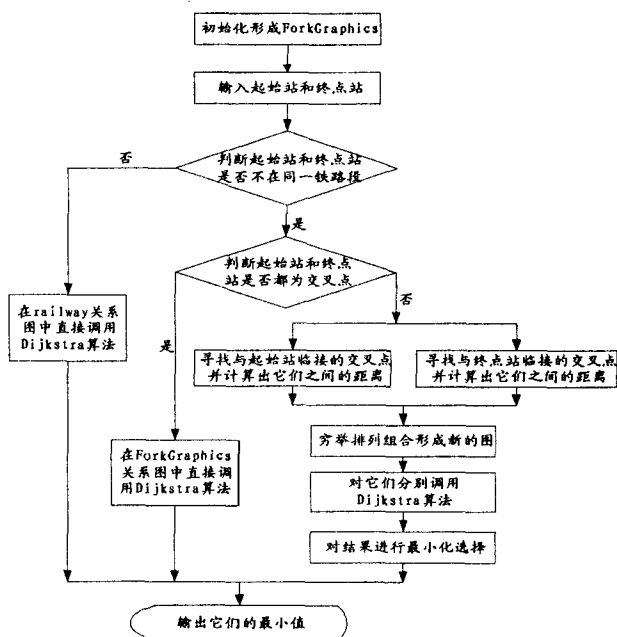 初始化形成ForkGraphics
输入起始站和终点站
判断起始站和终点站
是否不在同一铁路段
否
是
判断起始站和终点
站是否都为交叉点
是
否
在railway关系
图中直接调用
Dijkstra算法
寻找与起始站临接的交叉点
并计算出它们之间的距离
寻找与终点站临接的交叉点
并计算出它们之间的距离
穷举排列组合形成新的图
在ForkGraphics
关系图中直接调
用Dijkstra算法
对它们分别调用
Dijkstra算法
对结果进行最小化选择
输出它们的最小值